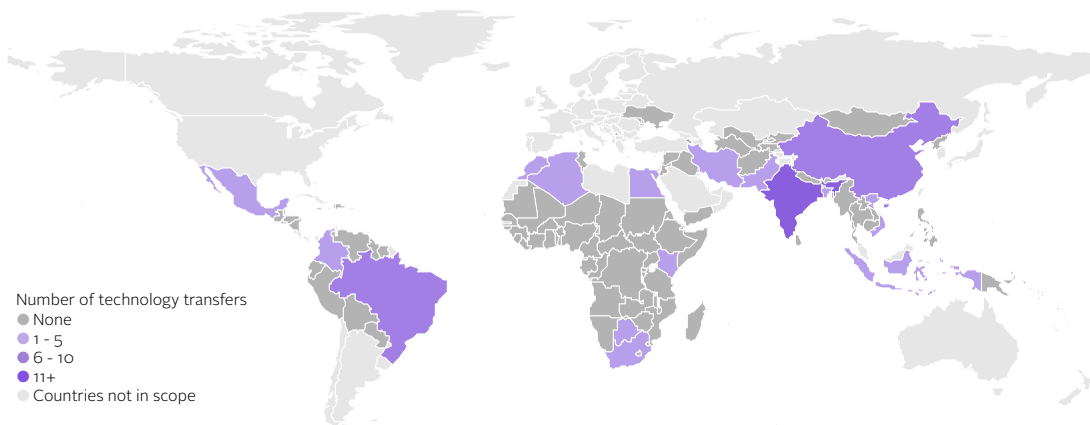 Number of technology transfers
None
1 - 5
6 - 10
11+
Countries not in scope